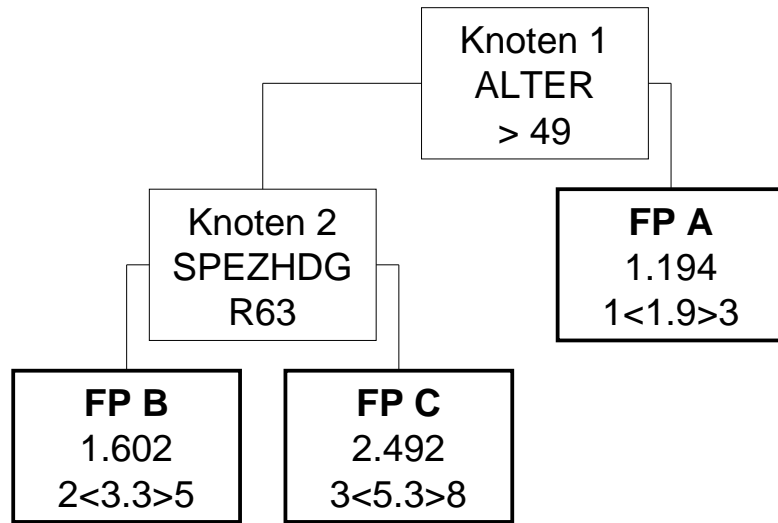 Knoten 1
ALTER
> 49
Knoten 2
SPEZHDG
R63
FP A
1.194
1<1.9>3
FP B
1.602
2<3.3>5
FP C
2.492
3<5.3>8